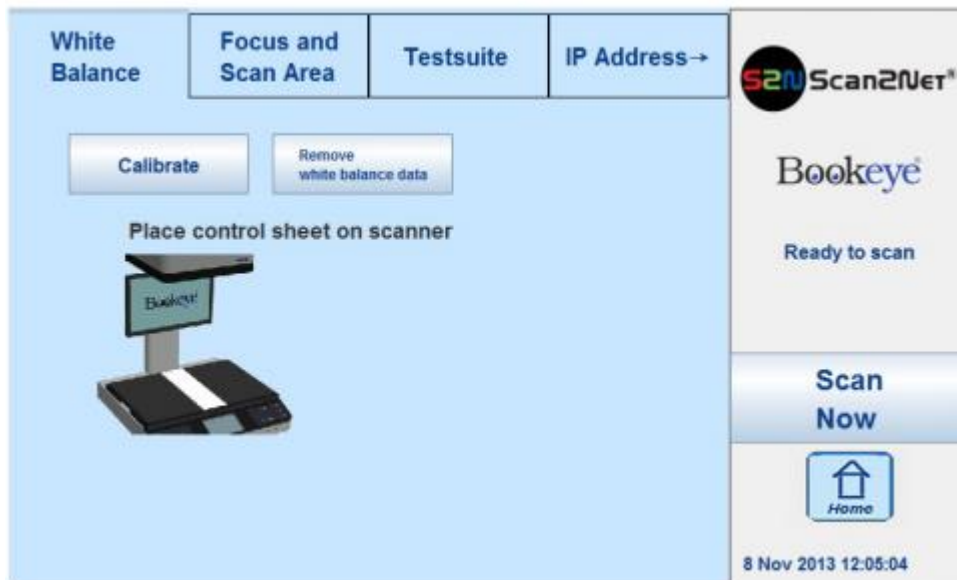 White
Balance
Focus and
Scan Area
Testsuite
IP Address→
Calibrate
Remove
white balance data
Place control sheet on scanner
Bookeye
S2N Scan2Net®
Bookeye®
Ready to scan
Scan
Now
Home
8 Nov 2013 12:05:04